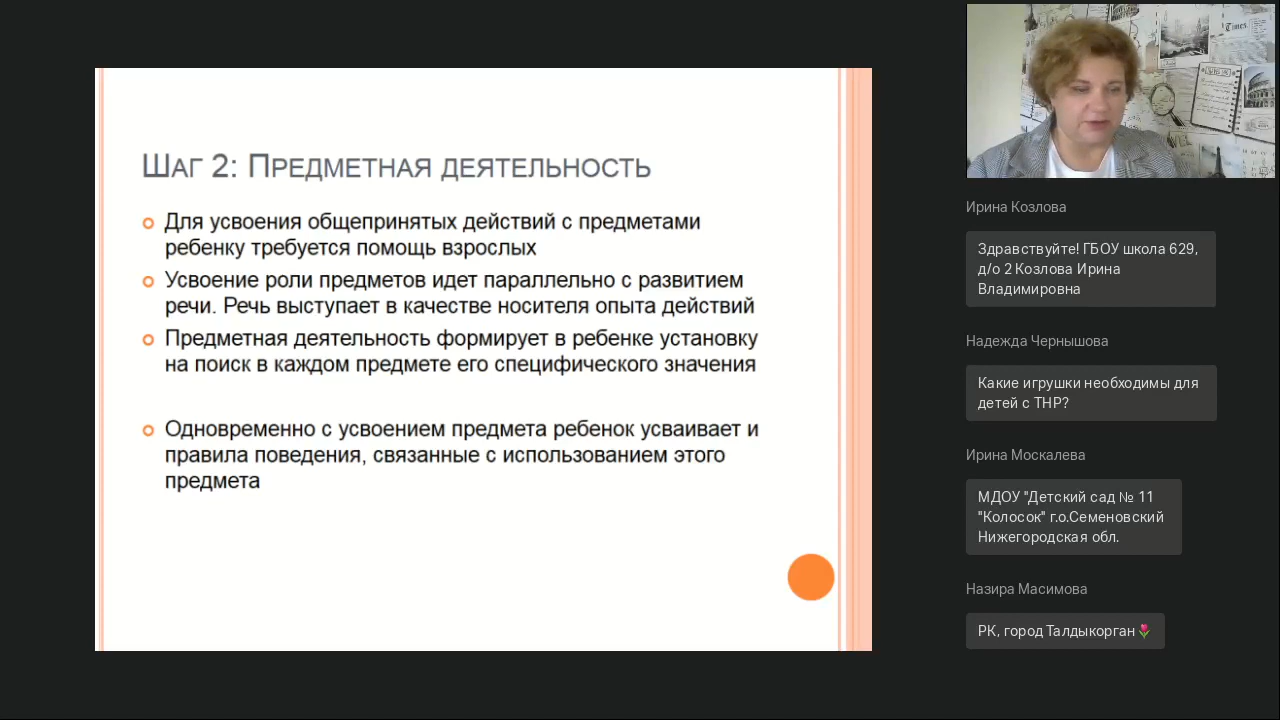 Шаг 2: Предметная деятельность
Для усвоения общепринятых действий с предметами
ребенку требуется помощь взрослых
Усвоение роли предметов идет параллельно с развитием
речи. Речь выступает в качестве носителя опыта действий
Предметная деятельность формирует в ребенке установку
на поиск в каждом предмете его специфического значения
Одновременно с усвоением предмета ребенок усваивает и
правила поведения, связанные с использованием этого
предмета
Times
Ирина Козлова
Здравствуйте! ГБОУ школа 629,
д/о 2 Козлова Ирина
Владимировна
Надежда Чернышова
Какие игрушки необходимы для
детей с ТНР?
Ирина Москалева
МДОУ "Детский сад № 11
"Колосок" г.о.Семеновский
Нижегородская обл.
Назира Масимова
РК, город Талдыкорган🌷